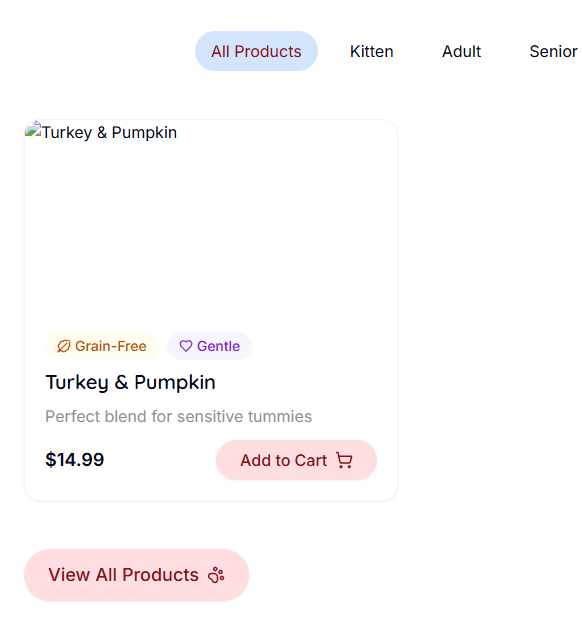 All Products Kitten Adult Senior
Turkey & Pumpkin
Grain-Free Gentle
Turkey & Pumpkin
Perfect blend for sensitive tummies
$14.99 Add to Cart
View All Products